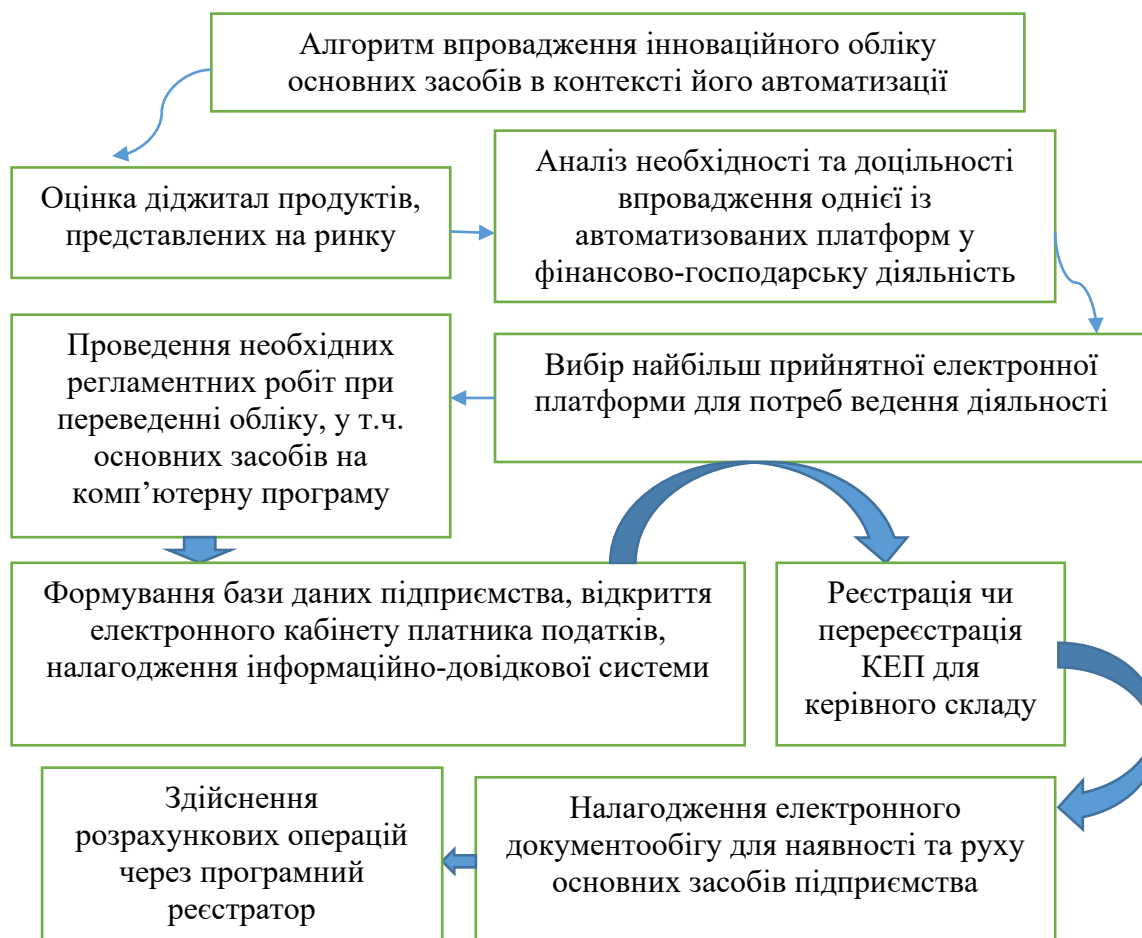 Алгоритм впровадження інноваційного обліку
основних засобів в контексті його автоматизації
Оцінка діджитал продуктів,
представлених на ринку
Аналіз необхідності та доцільності
впровадження однієї із
автоматизованих платформ у
фінансово-господарську діяльність
Вибір найбільш прийнятної електронної
платформи для потреб ведення діяльності
Проведення необхідних
регламентних робіт при
переведенні обліку, у т.ч.
основних засобів на
комп’ютерну програму
Формування бази даних підприємства, відкриття
електронного кабінету платника податків,
налагодження інформаційно-довідкової системи
Реєстрація чи
перереєстрація
КЕП для
керівного складу
Налагодження електронного
документообігу для наявності та руху
основних засобів підприємства
Здійснення
розрахункових операцій
через програмний
реєстратор